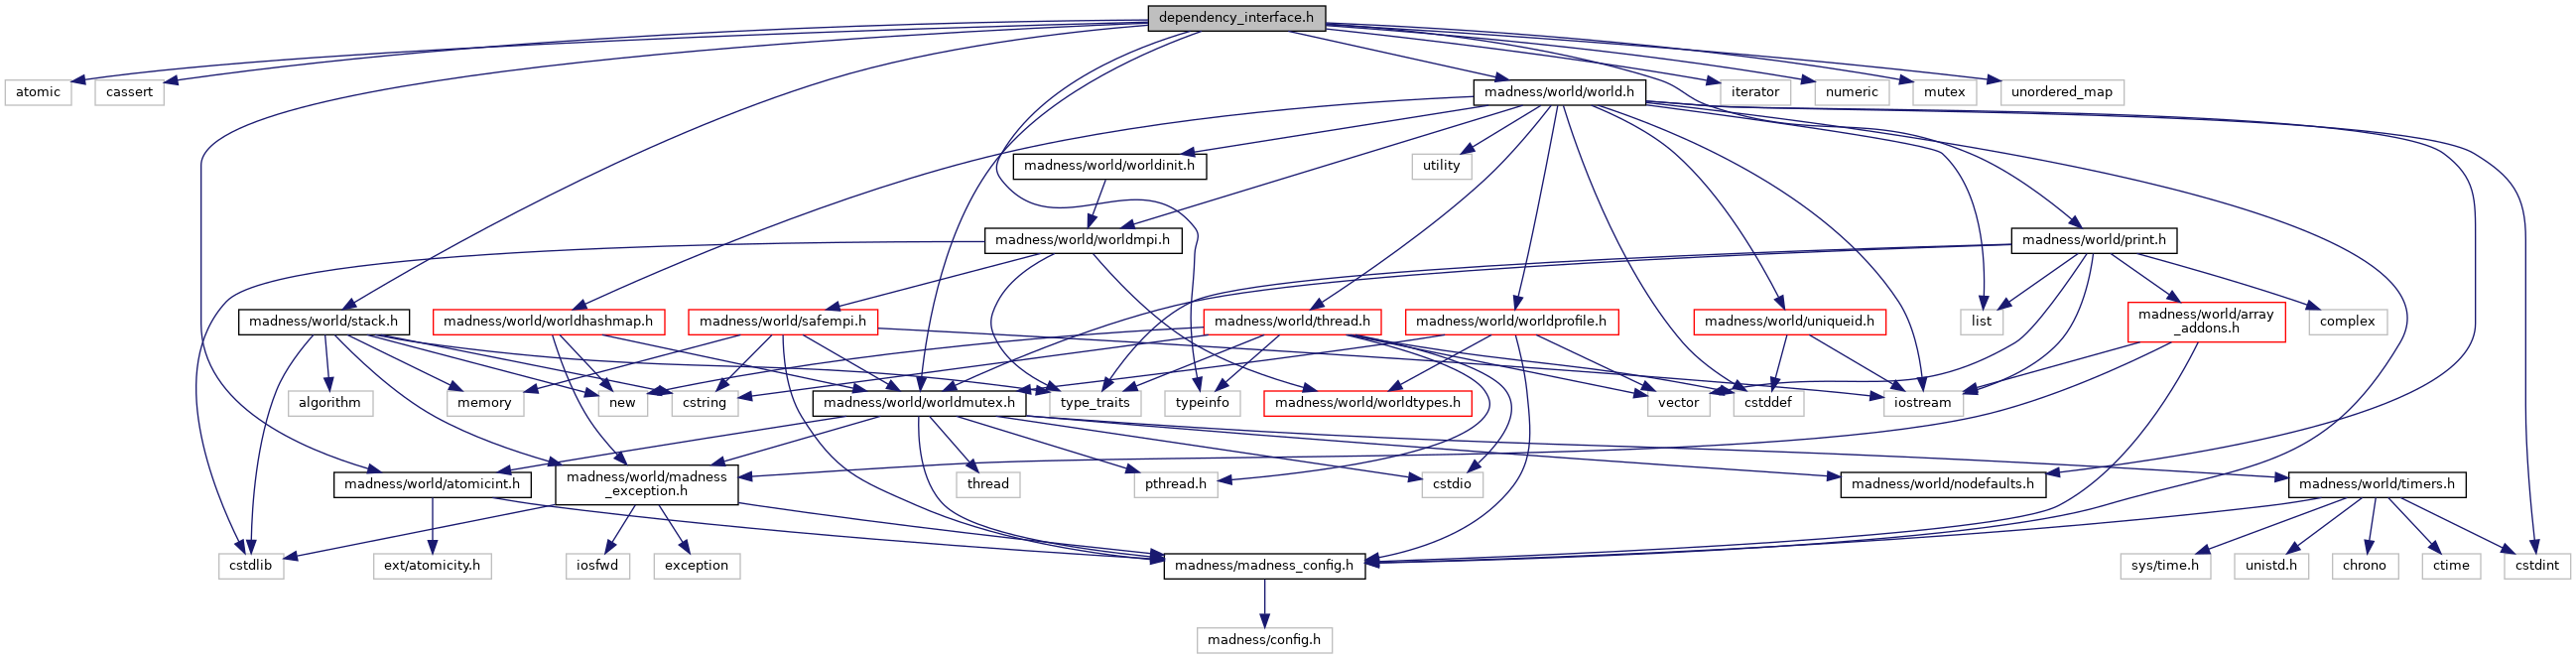 dependency_interface.h
atomic
cassert
madness/world/world.h
iterator
numeric
mutex
unordered_map
madness/world/worldinit.h
utility
madness/world/worldmpi.h
madness/world/print.h
madness/world/stack.h
madness/world/worldhashmap.h
madness/world/safempi.h
madness/world/thread.h
madness/world/worldprofile.h
madness/world/uniqueid.h
list
madness/world/array
_addons.h
complex
algorithm
memory
new
cstring
madness/world/worldmutex.h
type_traits
typeinfo
madness/world/worldtypes.h
vector
cstddef
iostream
madness/world/atomicint.h
madness/world/madness
_exception.h
thread
pthread.h
cstdio
madness/world/nodefaults.h
madness/world/timers.h
cstdlib
ext/atomicity.h
iosfwd
exception
madness/madness_config.h
sys/time.h
unistd.h
chrono
ctime
cstdint
madness/config.h